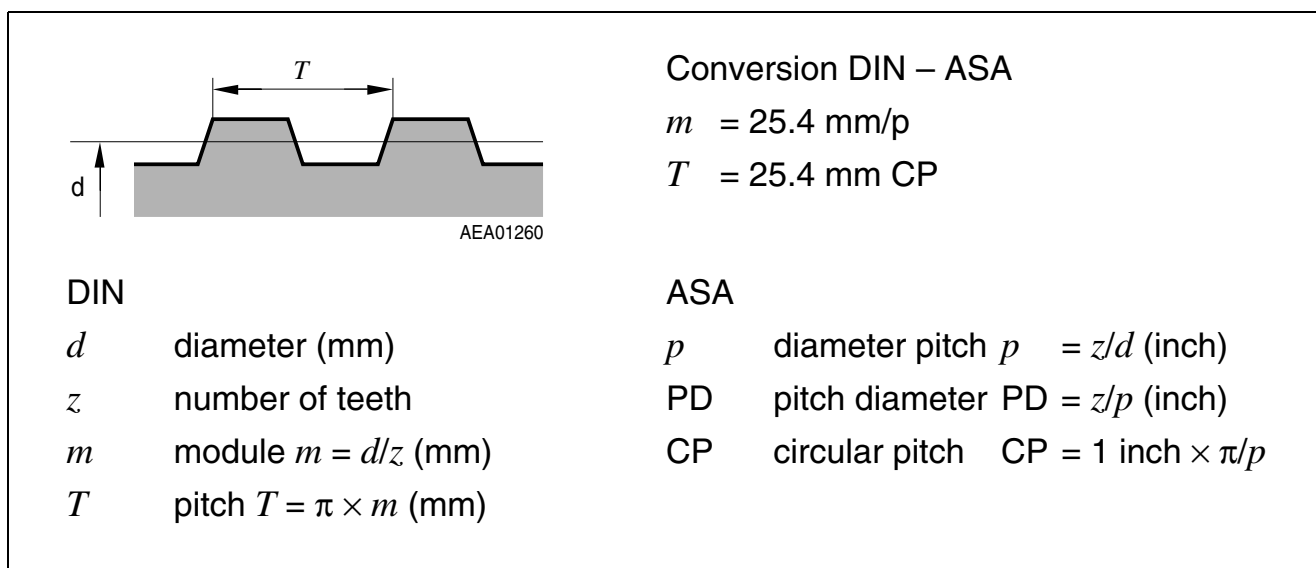 T
d
AEA01260
Conversion DIN – ASA
m = 25.4 mm/p
T = 25.4 mm CP
DIN
d diameter (mm)
z number of teeth
m module m = d/z (mm)
T pitch T = π × m (mm)
ASA
p diameter pitch p = z/d (inch)
PD pitch diameter PD = z/p (inch)
CP circular pitch CP = 1 inch × π/p